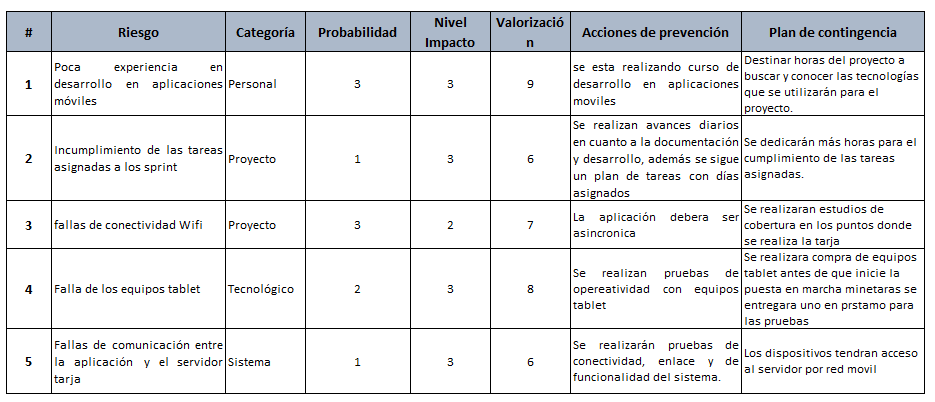 #
Riesgo
Categoría
Probabilidad
Nivel
Impacto
Valorizació
n
Acciones de prevención
Plan de contingencia
1
Poca experiencia en
desarrollo en aplicaciones
móviles
Personal
3
3
9
se esta realizando curso de
desarrollo en aplicaciones
moviles
Destinar horas del proyecto a
buscar y conocer las tecnologías
que se utilizarán para el
proyecto.
2
Incumplimiento de las tareas
asignadas a los sprint
Proyecto
1
3
6
Se realizan avances diarios
en cuanto a la documentación
y desarrollo, además se sigue
un plan de tareas con días
asignados
Se dedicarán más horas para el
cumplimiento de las tareas
asignadas.
3
fallas de conectividad Wifi
Proyecto
3
2
7
La aplicación debera ser
asincronica
Se realizaran estudios de
cobertura en los puntos donde
se realiza la tarja
4
Falla de los equipos tablet
Tecnológico
2
3
8
Se realizan pruebas de
opereatividad con equipos
tablet
Se realizara compra de equipos
tablet antes de que inicie la
puesta en marcha minetaras se
entregara uno en prstamo para
las pruebas
5
Fallas de comunicación entre
la aplicación y el servidor
tarja
Sistema
1
3
6
Se realizarán pruebas de
conectividad, enlace y de
funcionalidad del sistema.
Los dispositivos tendran acceso
al servidor por red movil